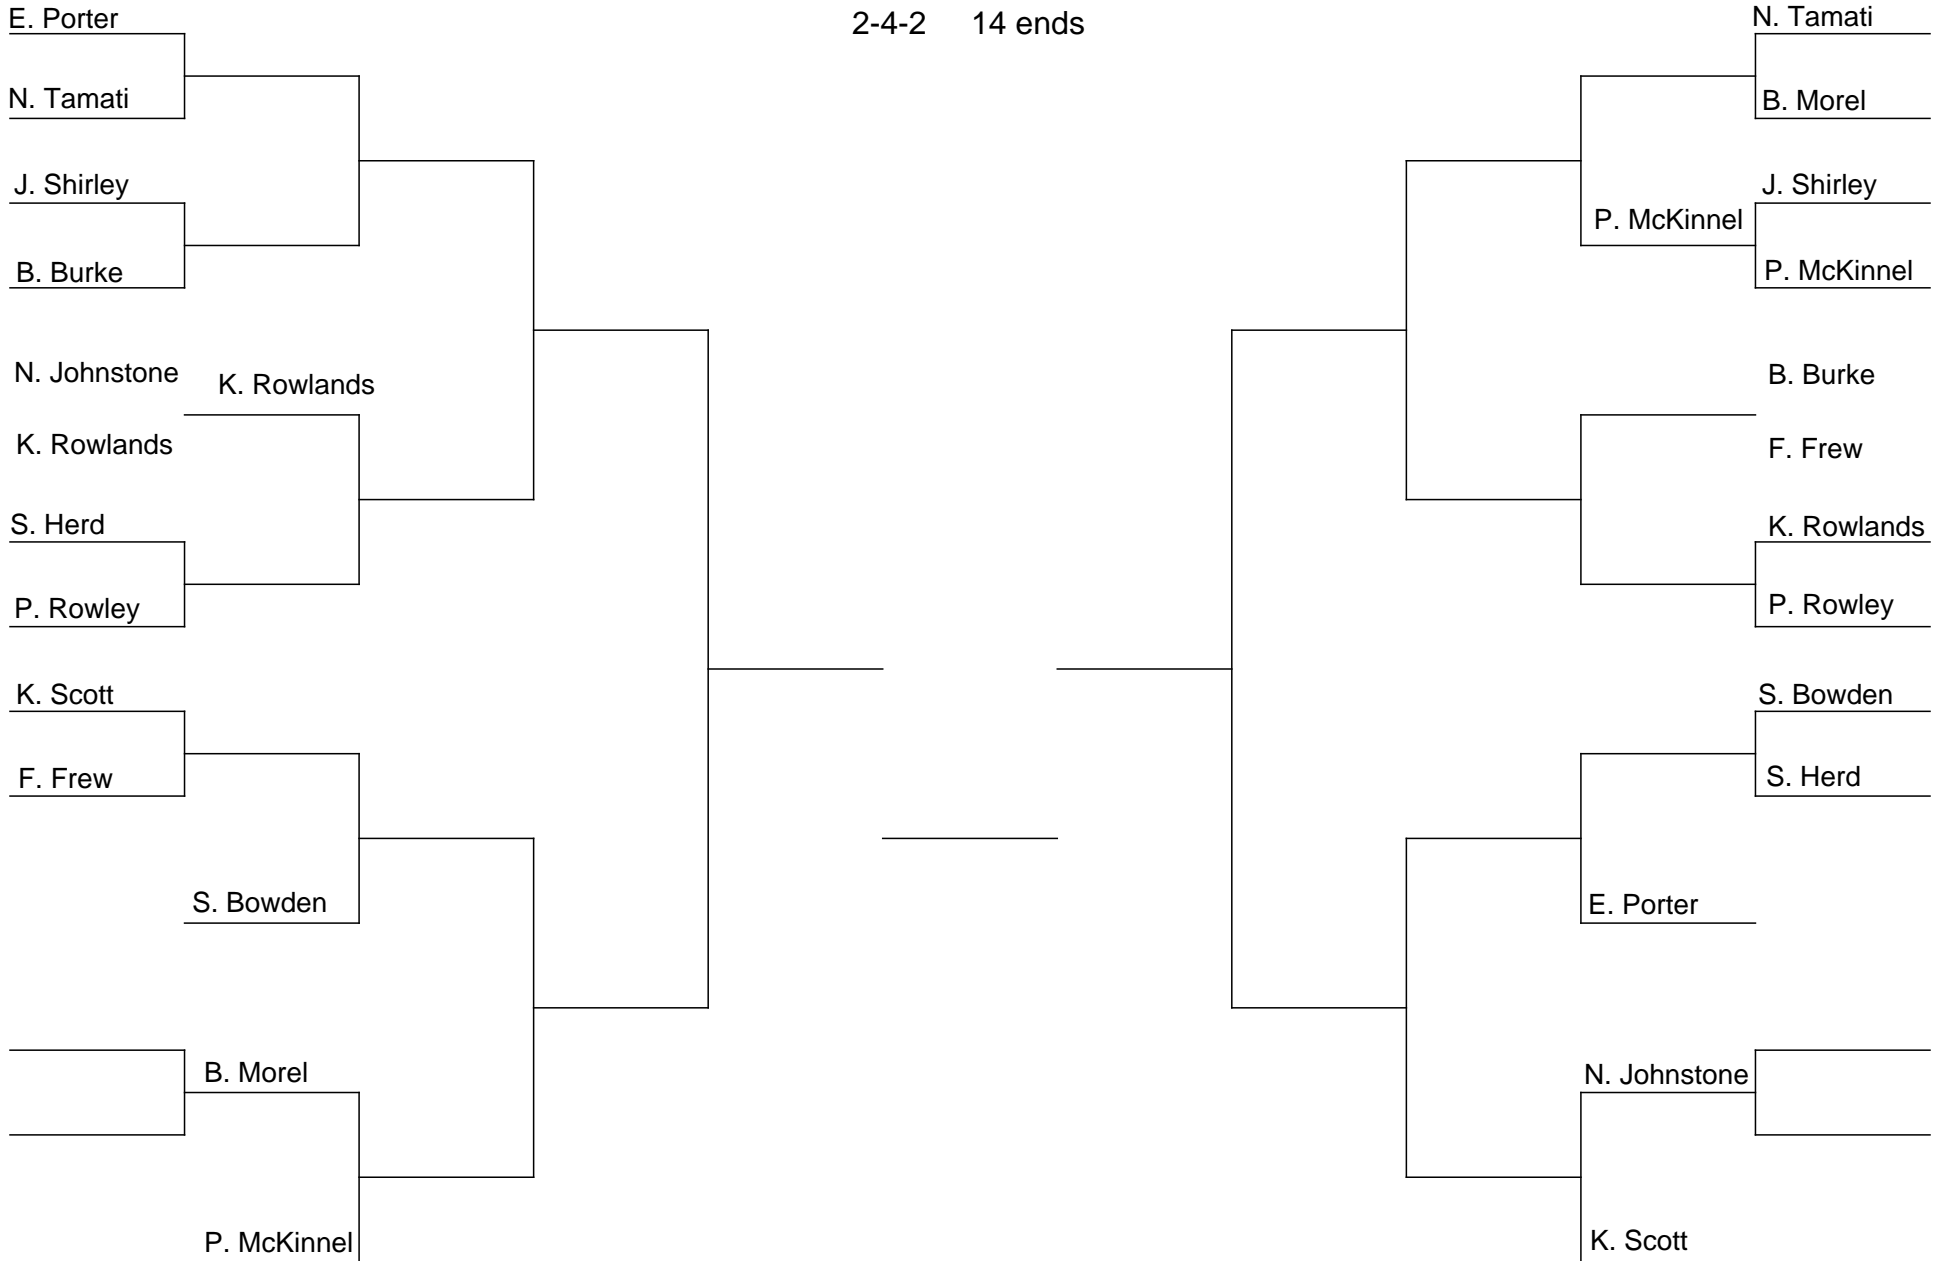 2-4-2 14 ends
E. Porter
N. Tamati
J. Shirley
B. Burke
N. Johnstone
K. Rowlands
K. Rowlands
S. Herd
P. Rowley
K. Scott
F. Frew
S. Bowden
B. Morel
P. McKinnel
N. Tamati
B. Morel
J. Shirley
P. McKinnel
P. McKinnel
B. Burke
F. Frew
K. Rowlands
P. Rowley
S. Bowden
S. Herd
E. Porter
N. Johnstone
K. Scott